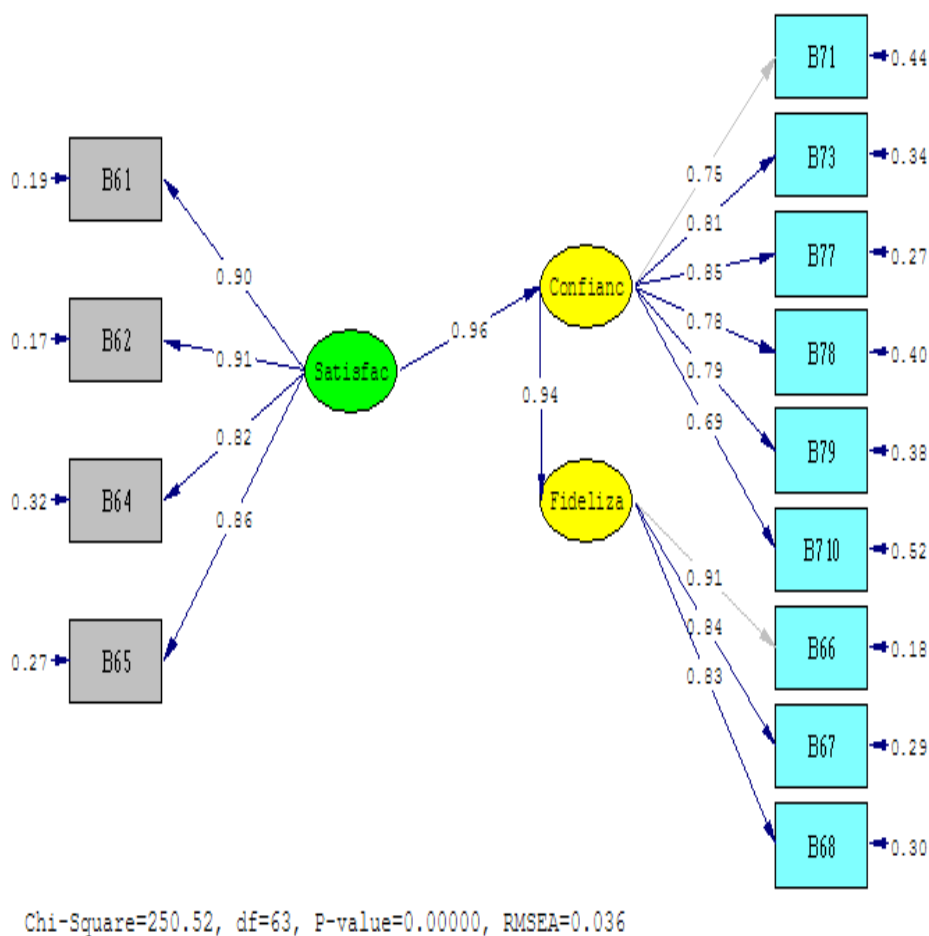 B71
0.44
0.75
B73
0.34
0.19
B61
0.81
0.90
B77
0.27
0.85
Confianc
0.78
B62
0.17
0.91
0.96
B78
0.40
Satisfac
0.79
0.94
0.69
0.82
B79
0.38
0.32
B64
Fideliza
0.86
B710
0.52
0.91
0.84
B66
0.18
0.27
B65
0.83
B67
0.29
B68
0.30
Chi-Square=250.52, df=63, P-value=0.00000, RMSEA=0.036